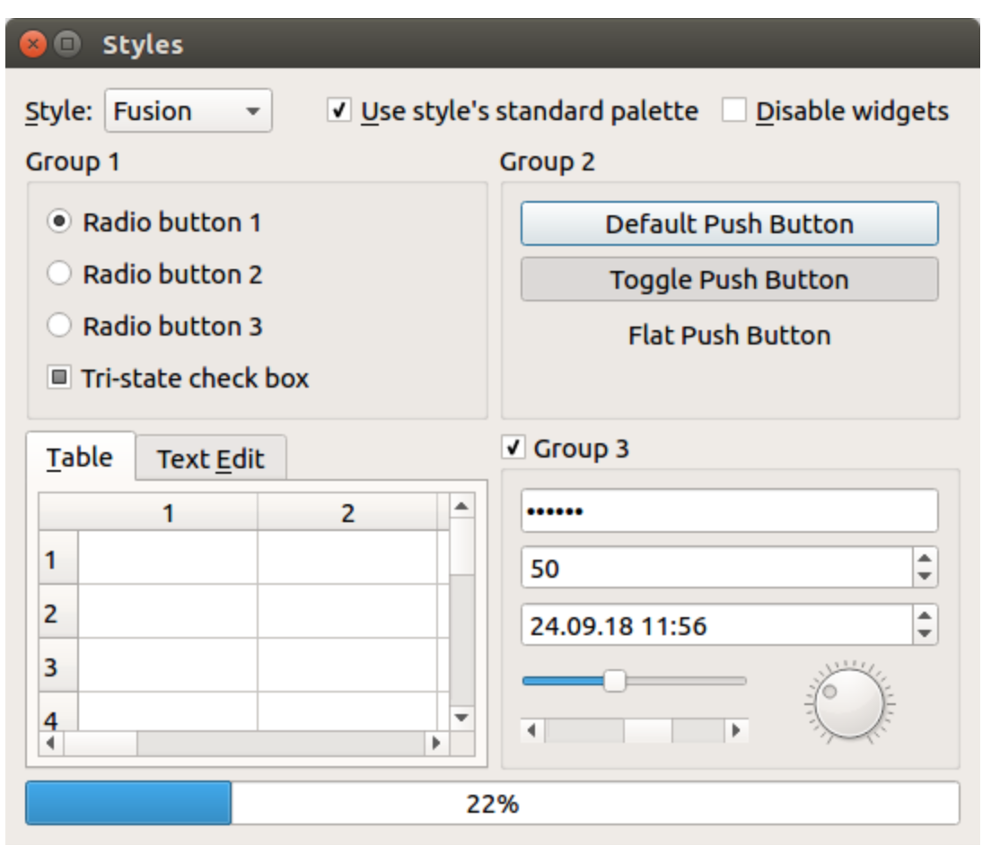 Styles
Style: Fusion Use style's standard palette Disable widgets
Group 1
Radio button 1
Radio button 2
Radio button 3
Tri-state check box
Group 2
Default Push Button
Toggle Push Button
Flat Push Button
Table Text Edit
1 2
1
2
3
4
Group 3
••••••
50
24.09.18 11:56
22%